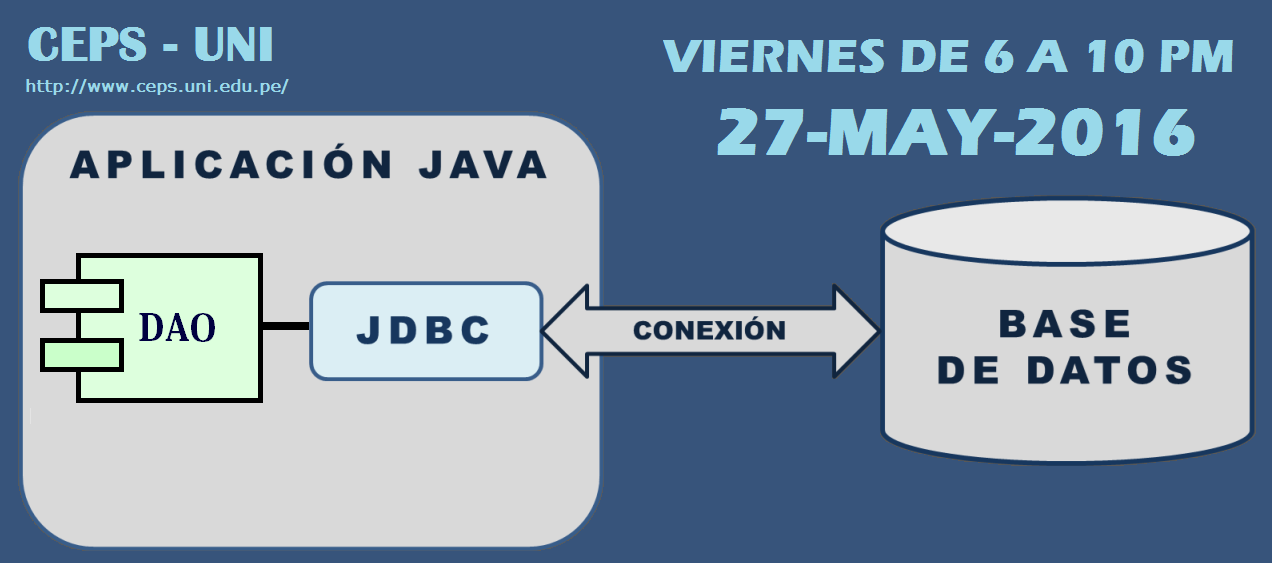 CEPS - UNI
http://www.ceps.uni.edu.pe/
VIERNES DE 6 A 10 PM
27-MAY-2016
APLICACIÓN JAVA
DAO
JDBC
CONEXIÓN
BASE
DE DATOS